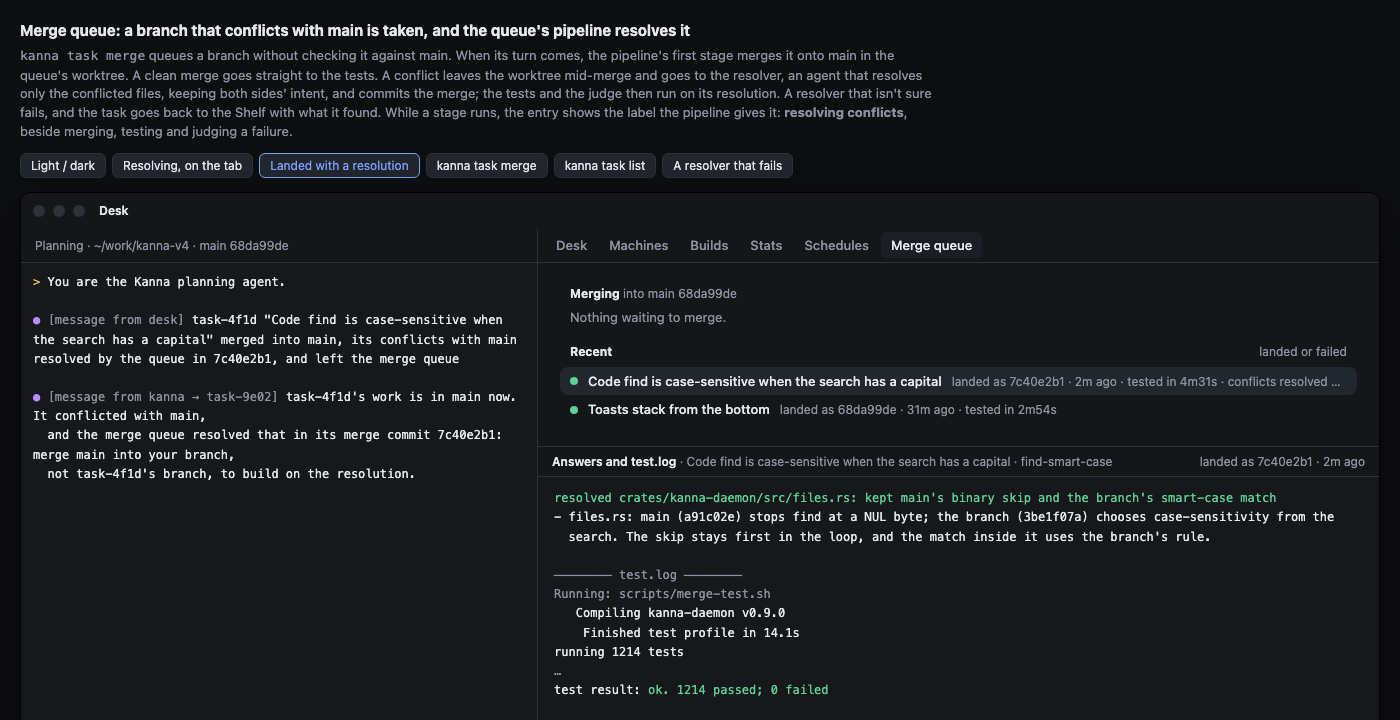 Merge queue: a branch that conflicts with main is taken, and the queue's pipeline resolves it
kanna task merge queues a branch without checking it against main. When its turn comes, the pipeline's first stage merges it onto main in the
queue's worktree. A clean merge goes straight to the tests. A conflict leaves the worktree mid-merge and goes to the resolver, an agent that resolves
only the conflicted files, keeping both sides' intent, and commits the merge; the tests and the judge then run on its resolution. A resolver that isn't sure
fails, and the task goes back to the Shelf with what it found. While a stage runs, the entry shows the label the pipeline gives it: resolving conflicts,
beside merging, testing and judging a failure.
Light / dark
Resolving, on the tab
Landed with a resolution
kanna task merge
kanna task list
A resolver that fails
Desk
Planning · ~/work/kanna-v4 · main 68da99de
> You are the Kanna planning agent.
● [message from desk] task-4f1d "Code find is case-sensitive when
the search has a capital" merged into main, its conflicts with main
resolved by the queue in 7c40e2b1, and left the merge queue
● [message from kanna → task-9e02] task-4f1d's work is in main now.
It conflicted with main,
and the merge queue resolved that in its merge commit 7c40e2b1:
merge main into your branch,
not task-4f1d's branch, to build on the resolution.
Desk
Machines
Builds
Stats
Schedules
Merge queue
Merging into main 68da99de
Nothing waiting to merge.
Recent
landed or failed
Code find is case-sensitive when the search has a capital landed as 7c40e2b1 · 2m ago · tested in 4m31s · conflicts resolved …
Toasts stack from the bottom landed as 68da99de · 31m ago · tested in 2m54s
Answers and test.log · Code find is case-sensitive when the search has a capital · find-smart-case
landed as 7c40e2b1 · 2m ago
resolved crates/kanna-daemon/src/files.rs: kept main's binary skip and the branch's smart-case match
– files.rs: main (a91c02e) stops find at a NUL byte; the branch (3be1f07a) chooses case-sensitivity from the
search. The skip stays first in the loop, and the match inside it uses the branch's rule.
──────── test.log ────────
Running: scripts/merge-test.sh
Compiling kanna-daemon v0.9.0
Finished test profile in 14.1s
running 1214 tests
…
test result: ok. 1214 passed; 0 failed